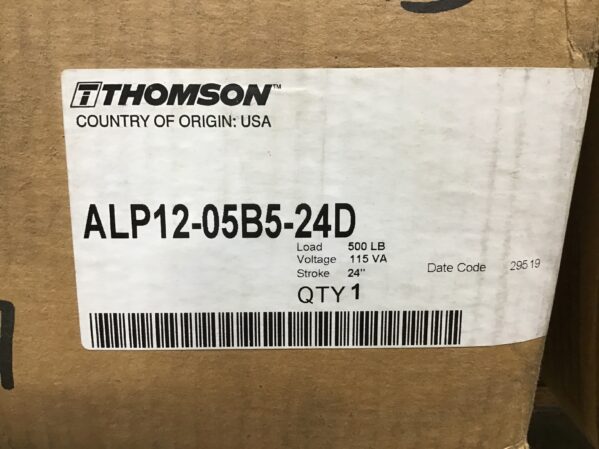 THOMSON™
COUNTRY OF ORIGIN: USA
ALP12-05B5-24D
Load 500 LB
Voltage 115 VA
Stroke 24"
Date Code 29519
QTY 1